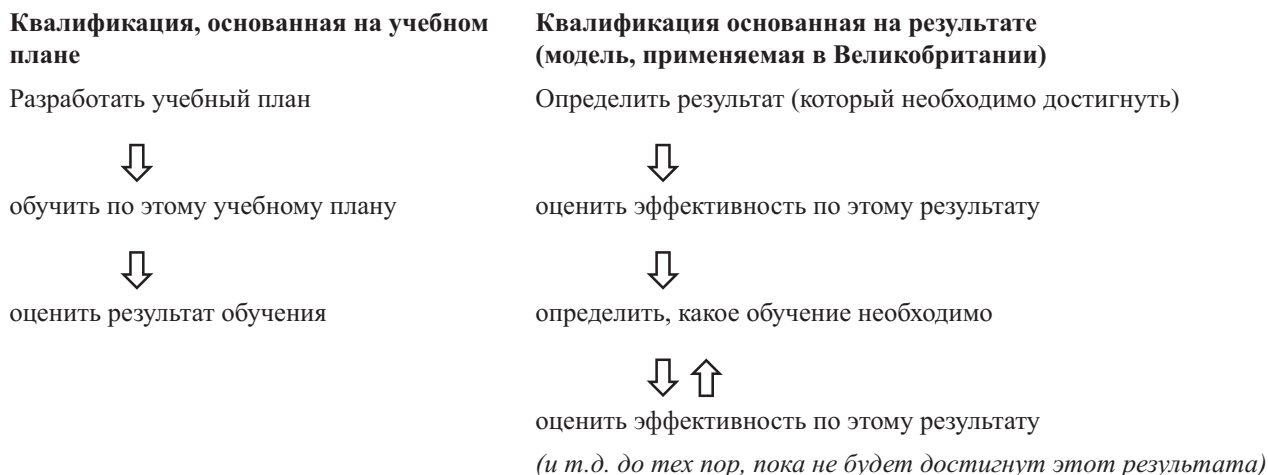 Квалификация, основанная на учебном
плане
Разработать учебный план
обучить по этому учебному плану
оценить результат обучения
Квалификация основанная на результате
(модель, применяемая в Великобритании)
Определить результат (который необходимо достигнуть)
оценить эффективность по этому результату
определить, какое обучение необходимо
оценить эффективность по этому результату
(и т.д. до тех пор, пока не будет достигнут этот результата)